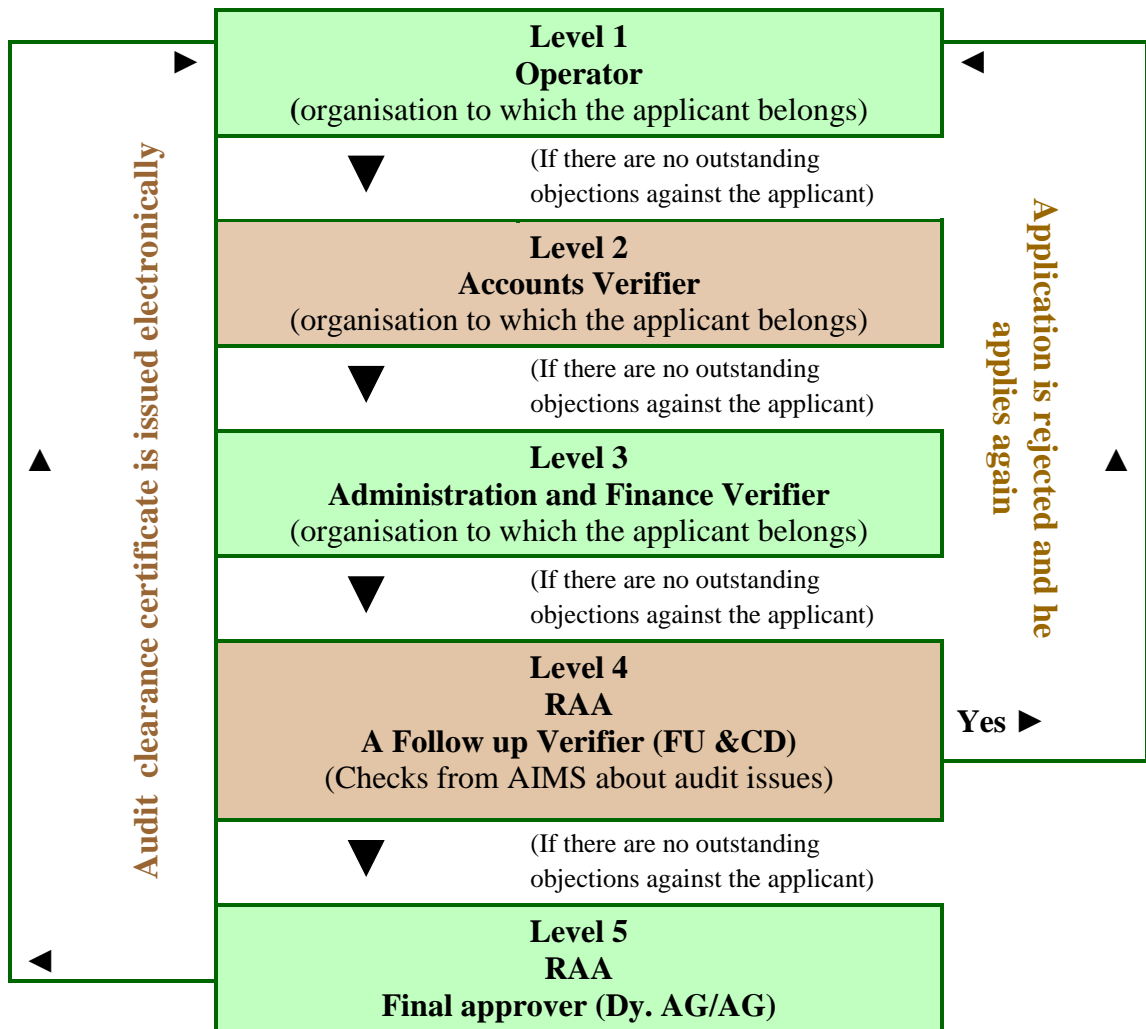 Level 1
Operator
(organisation to which the applicant belongs)
(If there are no outstanding
objections against the applicant)
Level 2
Accounts Verifier
(organisation to which the applicant belongs)
(If there are no outstanding
objections against the applicant)
Level 3
Administration and Finance Verifier
(organisation to which the applicant belongs)
(If there are no outstanding
objections against the applicant)
Level 4
RAA
A Follow up Verifier (FU &CD)
(Checks from AIMS about audit issues)
Yes ►
(If there are no outstanding
objections against the applicant)
Level 5
RAA
Final approver (Dy. AG/AG)
Audit clearance certificate is issued electronically
Application is rejected and he
applies again